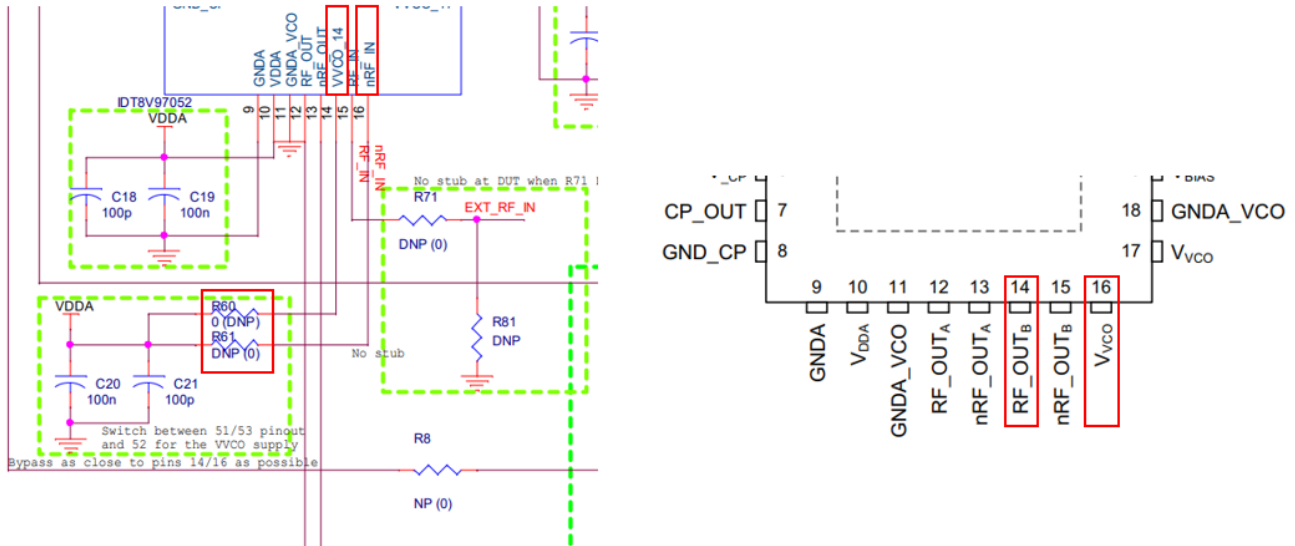 GNDA
VDDA
GNDA_VCO
RF_OUT
nRF_OUT
VVCO_14
RF_IN
nRF_IN
IDT8V97052
9
10
11
12
13
14
15
16
VDDA
C18
100p
C19
100n
RF_IN
nRF_IN
No stub at DUT when R71
R71
EXT_RF_IN
DNP (0)
R81
DNP
VDDA
R60
0 (DNP)
R61
DNP (0)
No stub
C20
100n
C21
100p
Switch between 51/53 pinout
and 52 for the VVCO supply
Bypass as close to pins 14/16 as possible
R8
NP (0)
CP_OUT 7
GND_CP 8
18 GNDA_VCO
17 VVCO
9 10 11 12 13 14 15 16
GNDA
VDDA
GNDA_VCO
RF_OUTA
nRF_OUTA
RF_OUTB
nRF_OUTB
VVCO